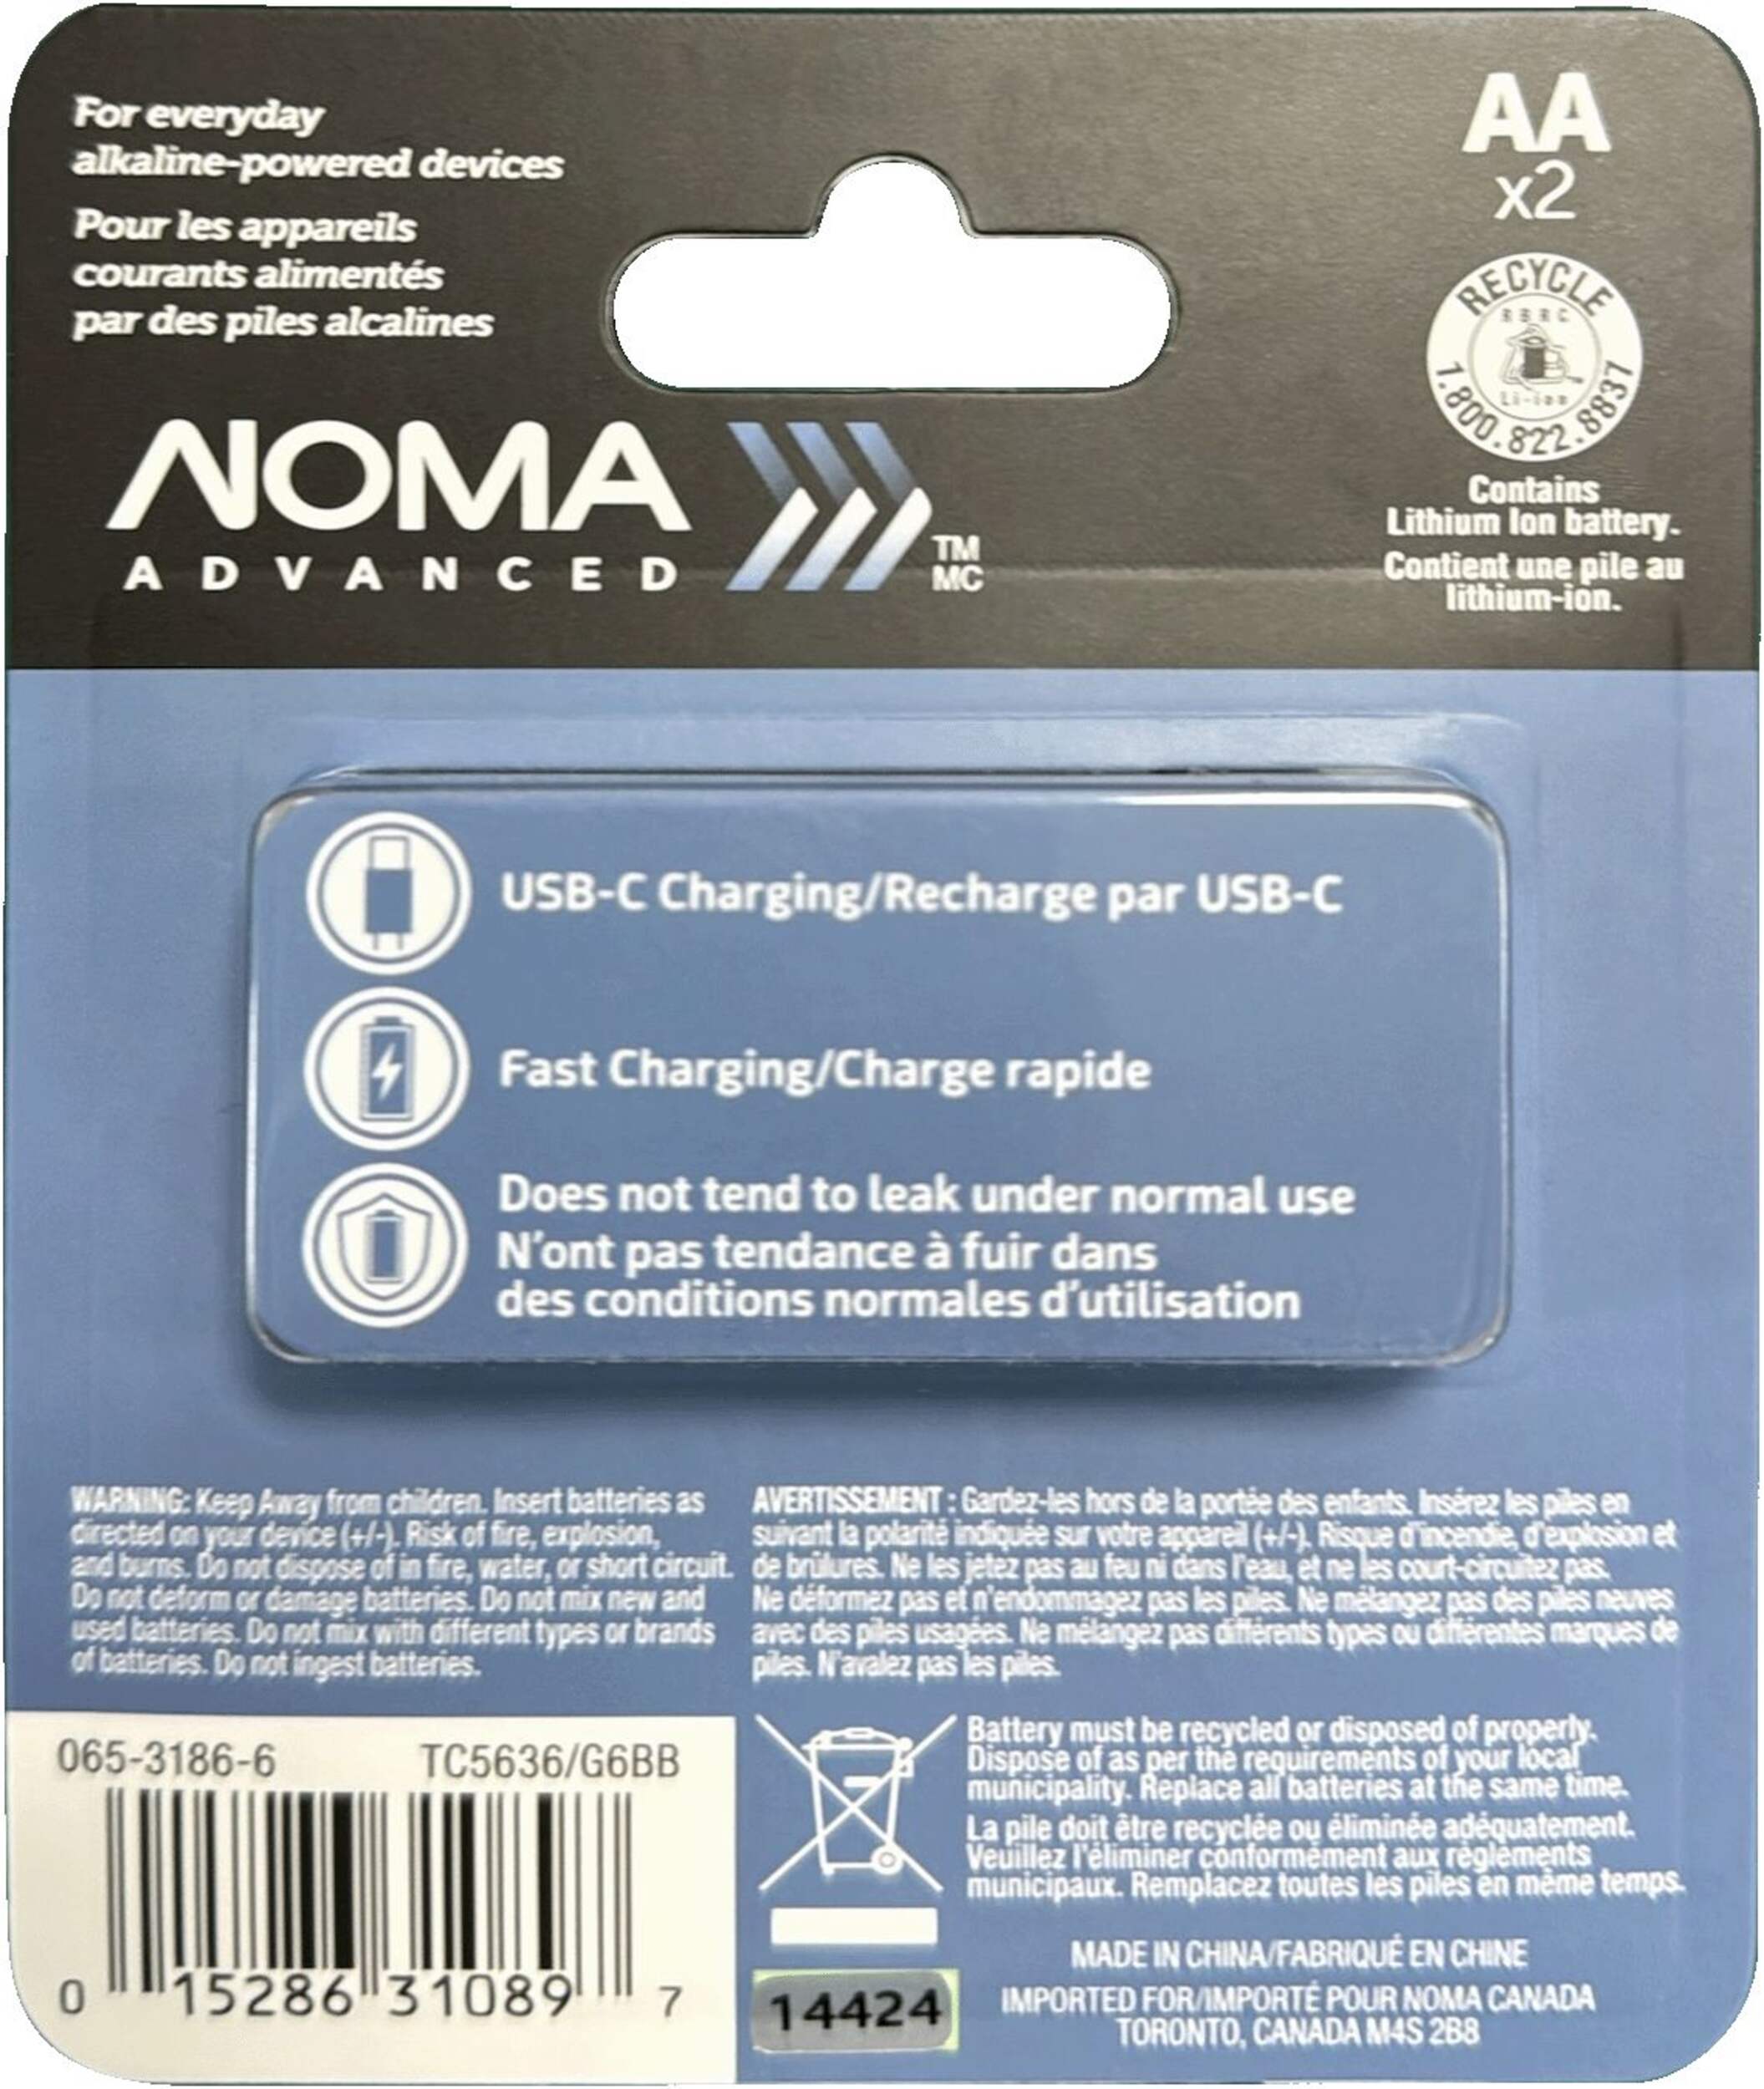 For everyday
alkaline-powered devices
Pour les appareils
courants alimentés
par des piles alcalines
AA
x2
RECYCLE
RBRC
Li-ion
1.800.822.8837
Contains
Lithium Ion battery.
Contient une pile au
lithium-ion.
NOMA
ADVANCED
TM
MC
USB-C Charging/Recharge par USB-C
Fast Charging/Charge rapide
Does not tend to leak under normal use
N'ont pas tendance à fuir dans
des conditions normales d'utilisation
WARNING: Keep Away from children. Insert batteries as
directed on your device (+/-). Risk of fire, explosion,
and burns. Do not dispose of in fire, water, or short circuit.
Do not deform or damage batteries. Do not mix new and
used batteries. Do not mix with different types or brands
of batteries. Do not ingest batteries.
AVERTISSEMENT : Gardez-les hors de la portée des enfants. Insérez les piles en
suivant la polarité indiquée sur votre appareil (+/-). Risque d'incendie, d'explosion et
de brûlures. Ne les jetez pas au feu ni dans l'eau, et ne les court-circuitez pas.
Ne déformez pas et n'endommagez pas les piles. Ne mélangez pas des piles neuves
avec des piles usagées. Ne mélangez pas différents types ou différentes marques de
piles. N'avalez pas les piles.
065-3186-6 TC5636/G6BB
0 15286 31089 7
Battery must be recycled or disposed of properly.
Dispose of as per the requirements of your local
municipality. Replace all batteries at the same time.
La pile doit être recyclée ou éliminée adéquatement.
Veuillez l'éliminer conformément aux règlements
municipaux. Remplacez toutes les piles en même temps.
14424
MADE IN CHINA/FABRIQUÉ EN CHINE
IMPORTED FOR/IMPORTÉ POUR NOMA CANADA
TORONTO, CANADA M4S 2B8